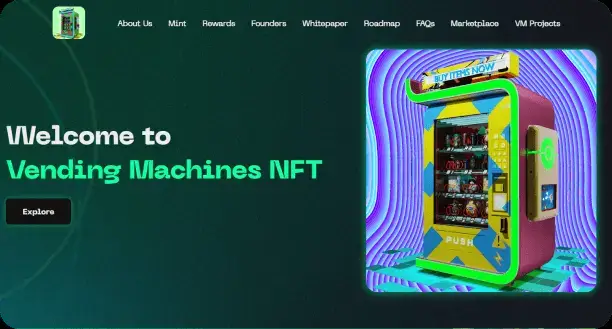 About Us Mint Rewards Founders Whitepaper Roadmap FAQs Marketplace VM Projects
BUY ITEMS NOW
Welcome to
Vending Machines NFT
Explore
PUSH